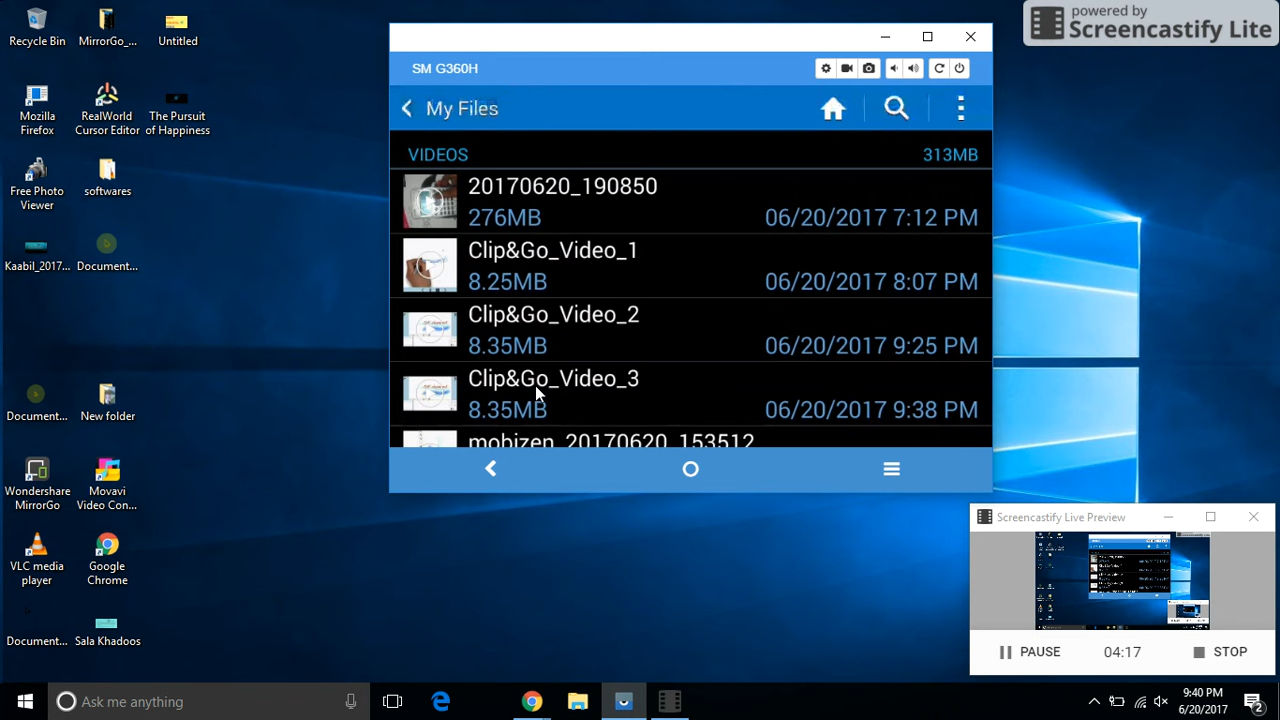 Recycle Bin
MirrorGo_...
Untitled
Mozilla
Firefox
RealWorld
Cursor Editor
The Pursuit
of Happiness
Free Photo
Viewer
softwares
Kaabil_2017...
Document...
Document...
New folder
Wondershare
MirrorGo
Movavi
Video Con...
VLC media
player
Google
Chrome
Document...
Sala Khadoos
powered by
Screencastify Lite
SM G360H
My Files
VIDEOS 313MB
20170620_190850
276MB 06/20/2017 7:12 PM
Clip&Go_Video_1
8.25MB 06/20/2017 8:07 PM
Clip&Go_Video_2
8.35MB 06/20/2017 9:25 PM
Clip&Go_Video_3
8.35MB 06/20/2017 9:38 PM
mobizen_20170620_153512
Screencastify Live Preview
PAUSE 04:17 STOP
Ask me anything
9:40 PM
6/20/2017
2